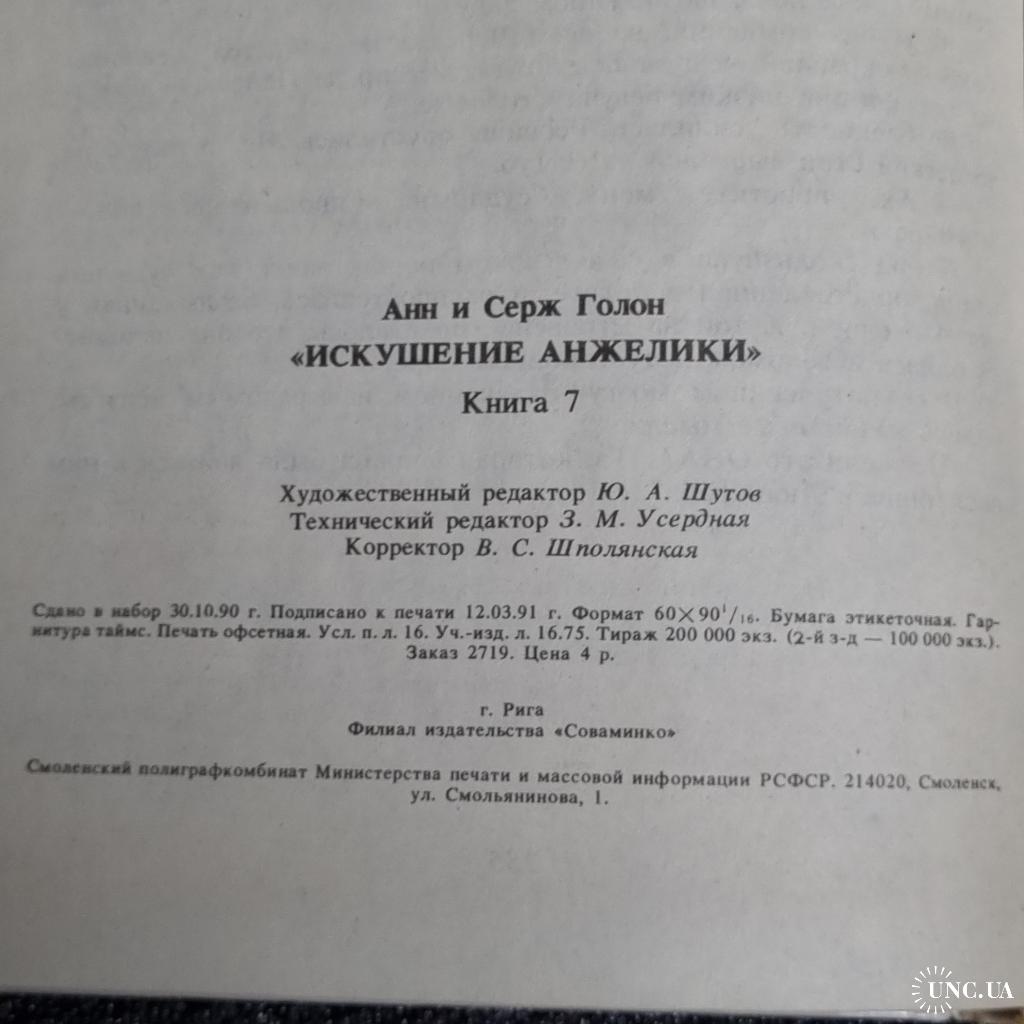 Анн и Серж Голон
«ИСКУШЕНИЕ АНЖЕЛИКИ»
Книга 7
Художественный редактор Ю. А. Шутов
Технический редактор З. М. Усердная
Корректор В. С. Шполянская
Сдано в набор 30.10.90 г. Подписано к печати 12.03.91 г. Формат 60×90¹/₁₆. Бумага этикеточная. Гар-
нитура таймс. Печать офсетная. Усл. п. л. 16. Уч.-изд. л. 16.75. Тираж 200 000 экз. (2-й з-д — 100 000 экз.).
Заказ 2719. Цена 4 р.
г. Рига
Филиал издательства «Соваминко»
Смоленский полиграфкомбинат Министерства печати и массовой информации РСФСР. 214020, Смоленск,
ул. Смольянинова, 1.
UNC.UA